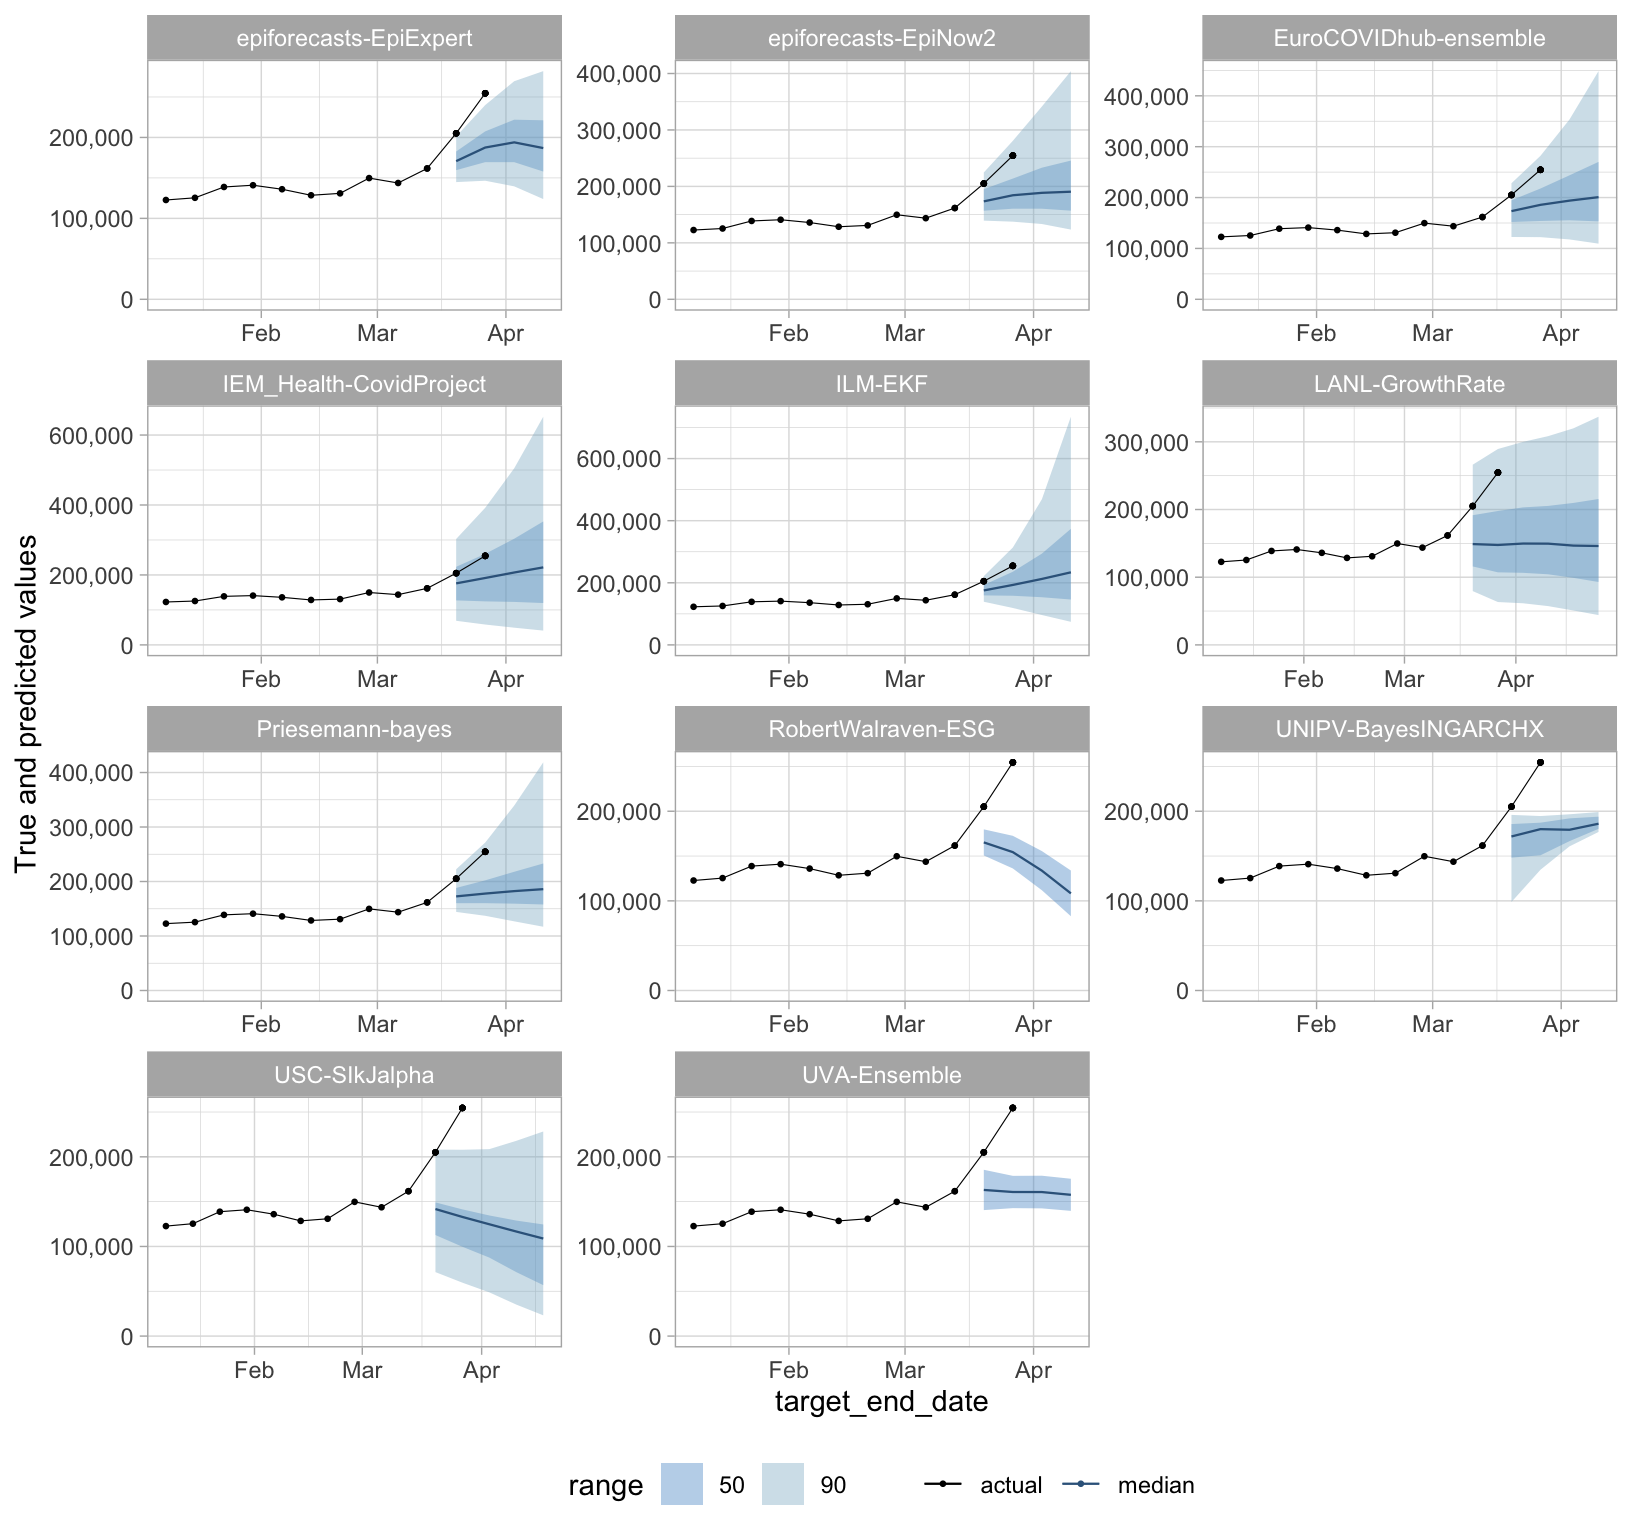 epiforecasts-EpiExpert
epiforecasts-EpiNow2
EuroCOVIDhub-ensemble
200,000
100,000
0
Feb Mar Apr
400,000
300,000
200,000
100,000
0
Feb Mar Apr
400,000
300,000
200,000
100,000
0
Feb Mar Apr
IEM_Health-CovidProject
ILM-EKF
LANL-GrowthRate
600,000
400,000
200,000
0
Feb Mar Apr
600,000
400,000
200,000
0
Feb Mar Apr
300,000
200,000
100,000
0
Feb Mar Apr
True and predicted values
Priesemann-bayes
RobertWalraven-ESG
UNIPV-BayesINGARCHX
400,000
300,000
200,000
100,000
0
Feb Mar Apr
200,000
100,000
0
Feb Mar Apr
200,000
100,000
0
Feb Mar Apr
USC-SIkJalpha
UVA-Ensemble
200,000
100,000
0
Feb Mar Apr
200,000
100,000
0
Feb Mar Apr
target_end_date
range 50 90 actual median